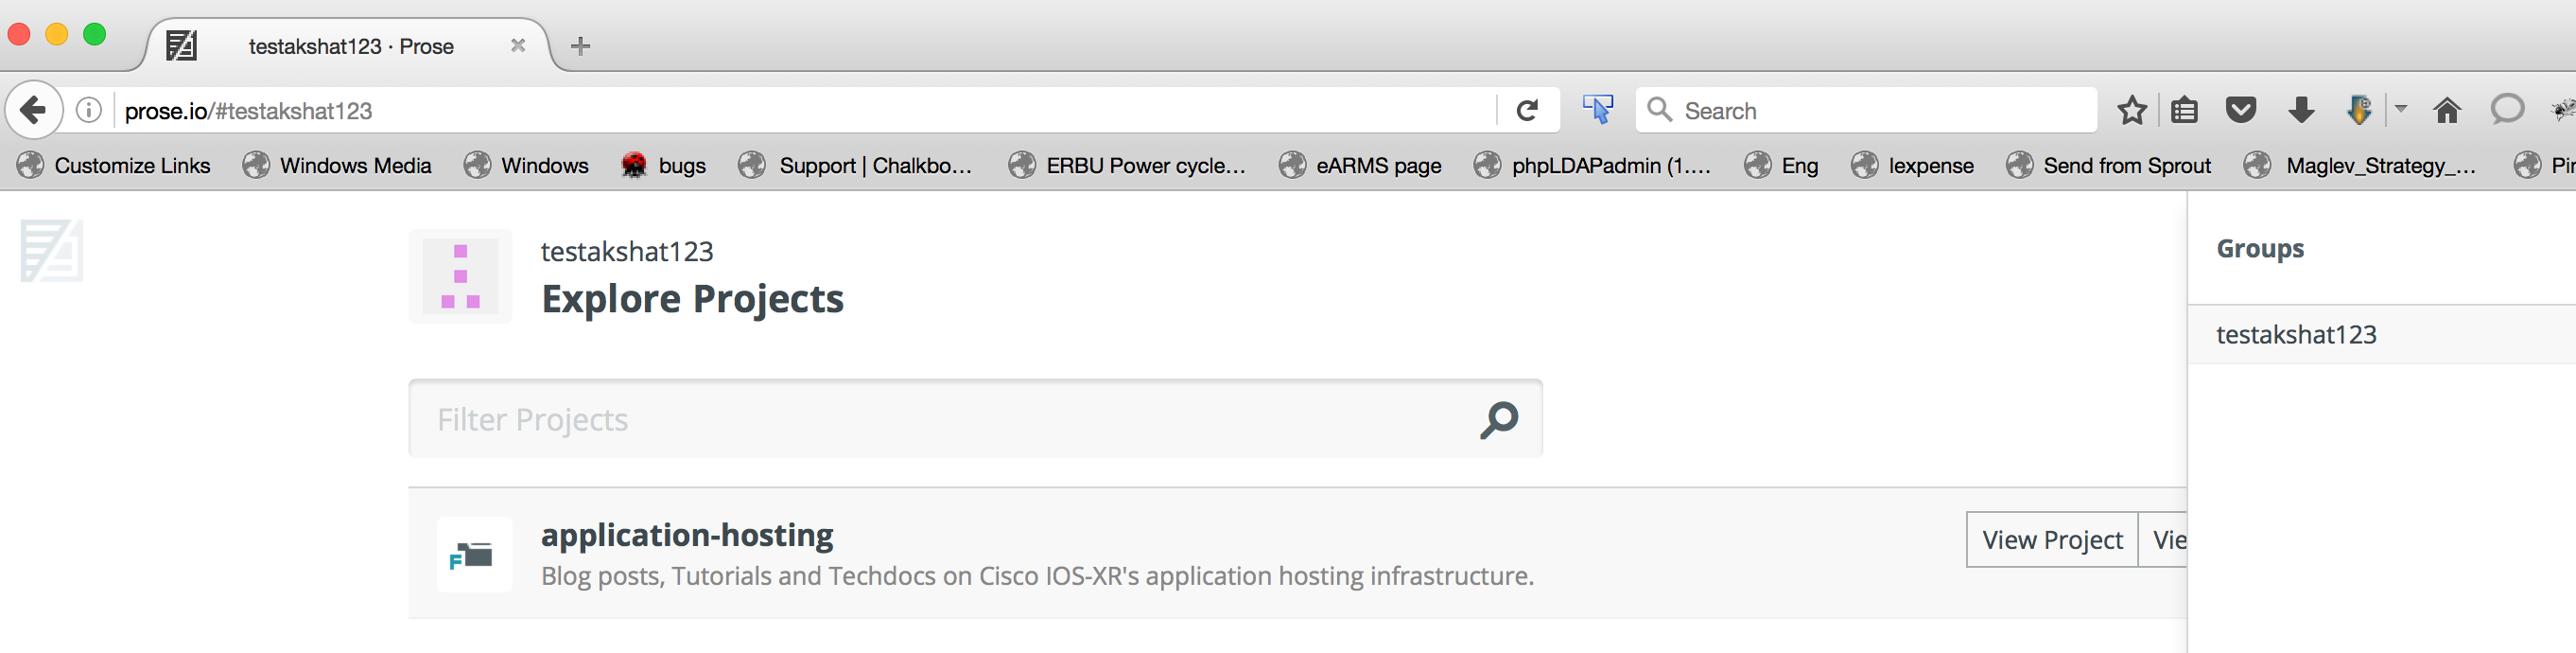 testakshat123 · Prose
prose.io/#testakshat123
Search
Customize Links Windows Media Windows bugs Support | Chalkbo... ERBU Power cycle... eARMS page phpLDAPadmin (1.... Eng Iexpense Send from Sprout Maglev_Strategy_... Pin
testakshat123
Explore Projects
Groups
testakshat123
Filter Projects
application-hosting
Blog posts, Tutorials and Techdocs on Cisco IOS-XR's application hosting infrastructure.
View Project Vie
F